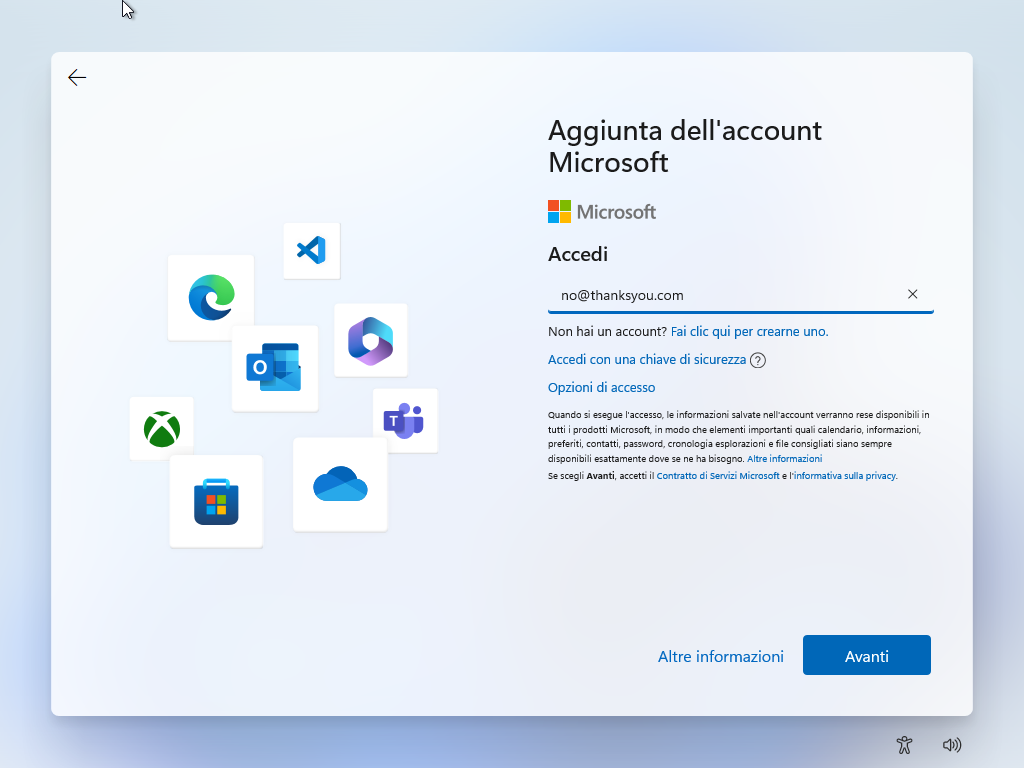 Aggiunta dell'account
Microsoft
Microsoft
Accedi
no@thanksyou.com
Non hai un account? Fai clic qui per crearne uno.
Accedi con una chiave di sicurezza
Opzioni di accesso
Quando si esegue l'accesso, le informazioni salvate nell'account verranno rese disponibili in
tutti i prodotti Microsoft, in modo che elementi importanti quali calendario, informazioni,
preferiti, contatti, password, cronologia esplorazioni e file consigliati siano sempre
disponibili esattamente dove se ne ha bisogno. Altre informazioni
Se scegli Avanti, accetti il Contratto di Servizi Microsoft e l'informativa sulla privacy.
Altre informazioni
Avanti